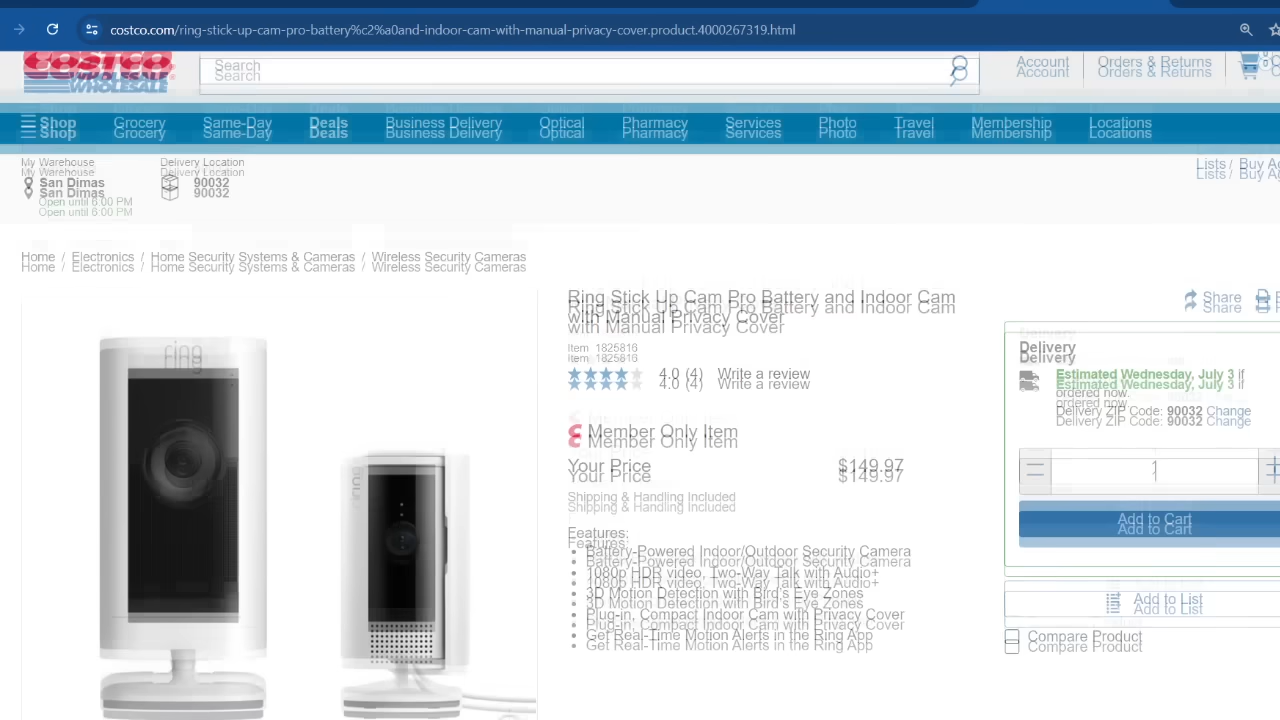 costco.com/ring-stick-up-cam-pro-battery%c2%a0and-indoor-cam-with-manual-privacy-cover.product.4000267319.html
COSTCO
WHOLESALE
Search
Account
Orders & Returns
Shop
Grocery
Same-Day
Deals
Business Delivery
Optical
Pharmacy
Services
Photo
Travel
Membership
Locations
My Warehouse
San Dimas
Open until 6:00 PM
Delivery Location
90032
Lists / Buy
Home / Electronics / Home Security Systems & Cameras / Wireless Security Cameras
ring
ring
Ring Stick Up Cam Pro Battery and Indoor Cam
with Manual Privacy Cover
Item 1825816
4.0 (4) Write a review
Member Only Item
Your Price $149.97
Shipping & Handling Included
Features:
• Battery-Powered Indoor/Outdoor Security Camera
• 1080p HDR video, Two-Way Talk with Audio+
• 3D Motion Detection with Bird's Eye Zones
• Plug-in, Compact Indoor Cam with Privacy Cover
• Get Real-Time Motion Alerts in the Ring App
Share
Delivery
Estimated Wednesday, July 3 if
ordered now.
Delivery ZIP Code: 90032 Change
1
Add to Cart
Add to List
Compare Product